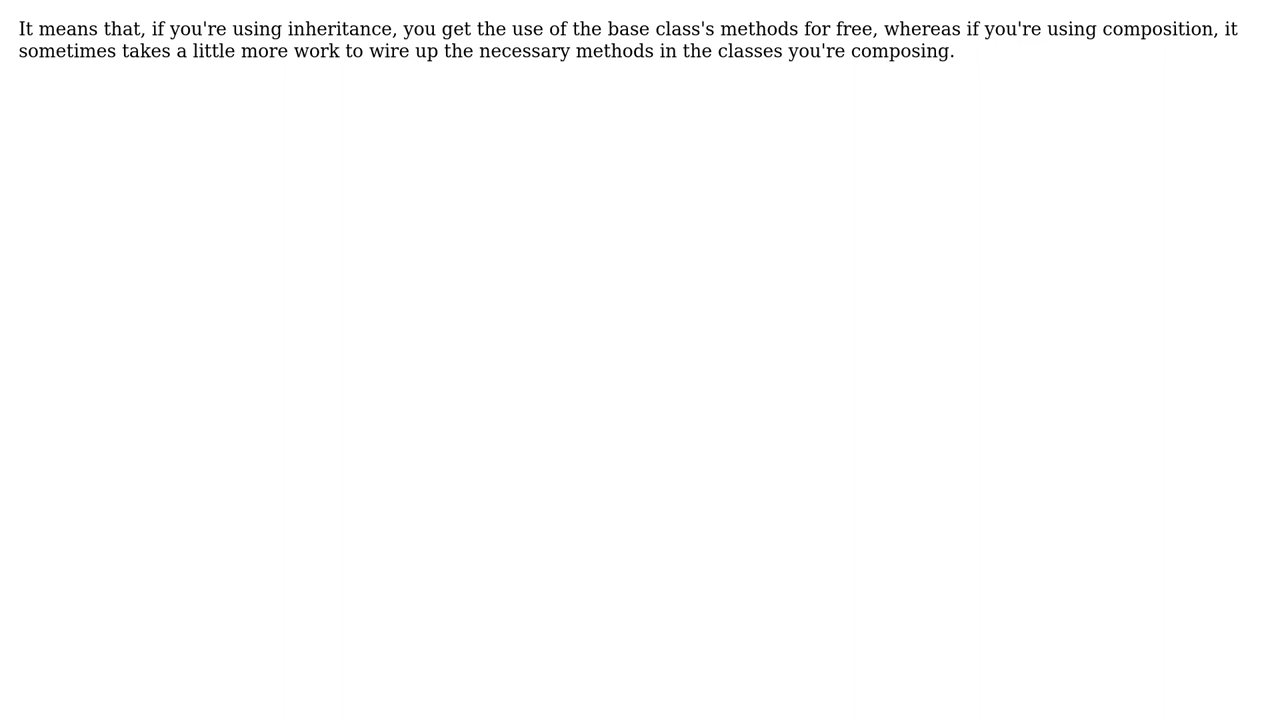 It means that, if you're using inheritance, you get the use of the base class's methods for free, whereas if you're using composition, it
sometimes takes a little more work to wire up the necessary methods in the classes you're composing.